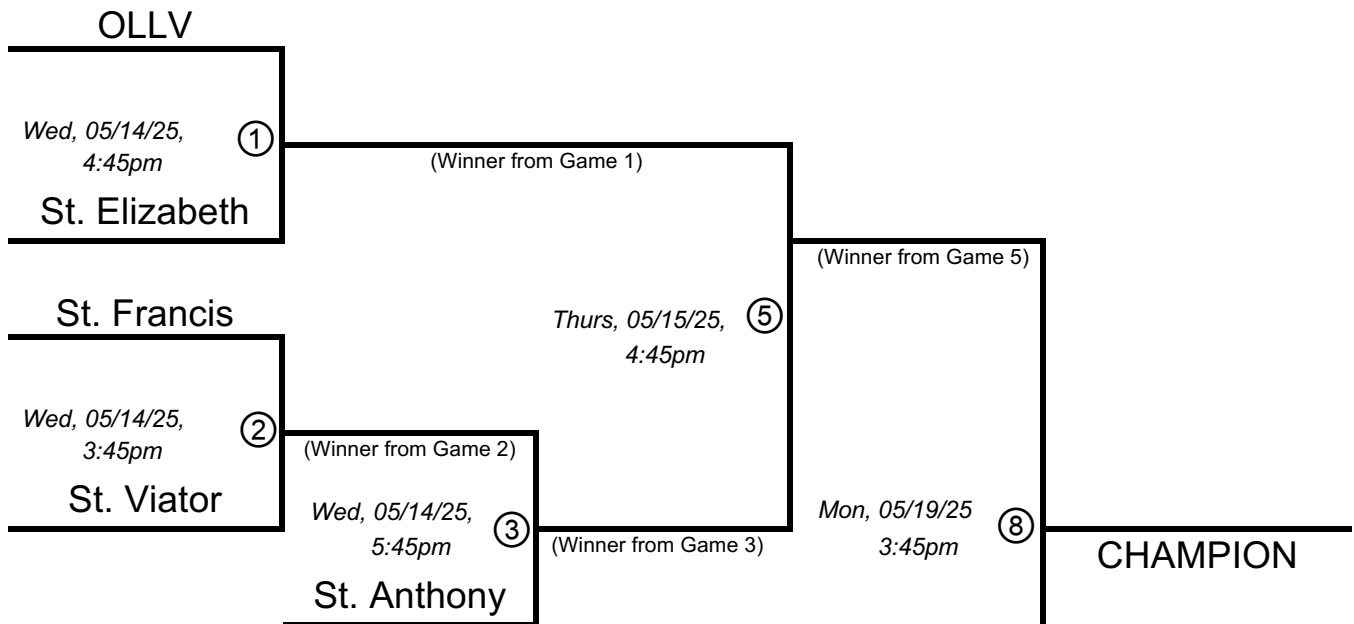 OLLV
Wed, 05/14/25,
4:45pm
①
(Winner from Game 1)
St. Elizabeth
(Winner from Game 5)
St. Francis
Thurs, 05/15/25,
4:45pm
⑤
Wed, 05/14/25,
3:45pm
②
(Winner from Game 2)
St. Viator
Wed, 05/14/25,
5:45pm
③
(Winner from Game 3)
Mon, 05/19/25
3:45pm
⑧
CHAMPION
St. Anthony